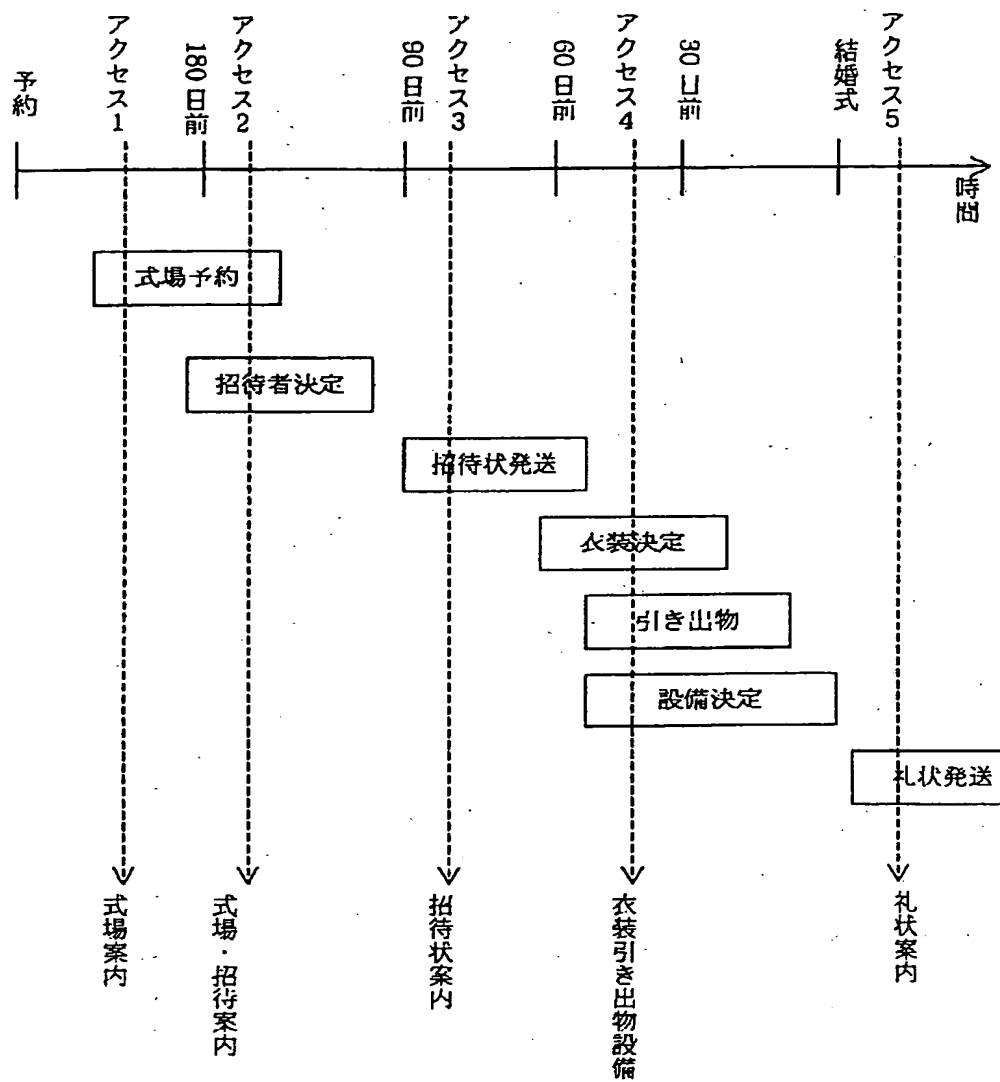 予約
アクセス1
180日前
アクセス2
90日前
アクセス3
60日前
アクセス4
30日前
結婚式
アクセス5
時間
式場予約
招待者決定
招待状発送
衣装決定
引き出物
設備決定
礼状発送
式場案内
式場・招待案内
招待状案内
衣装引き出物設備
礼状案内